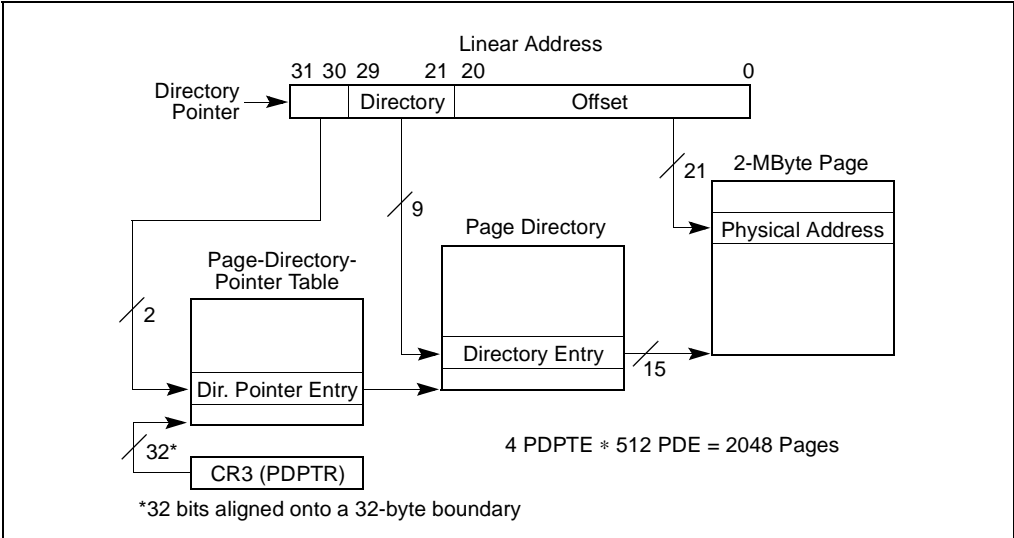 Linear Address
31 30 29 21 20 0
Directory
Pointer
Directory
Offset
21
2-MByte Page
9
Physical Address
Page Directory
Page-Directory-
Pointer Table
2
Directory Entry
15
Dir. Pointer Entry
32*
4 PDPTE * 512 PDE = 2048 Pages
CR3 (PDPTR)
*32 bits aligned onto a 32-byte boundary